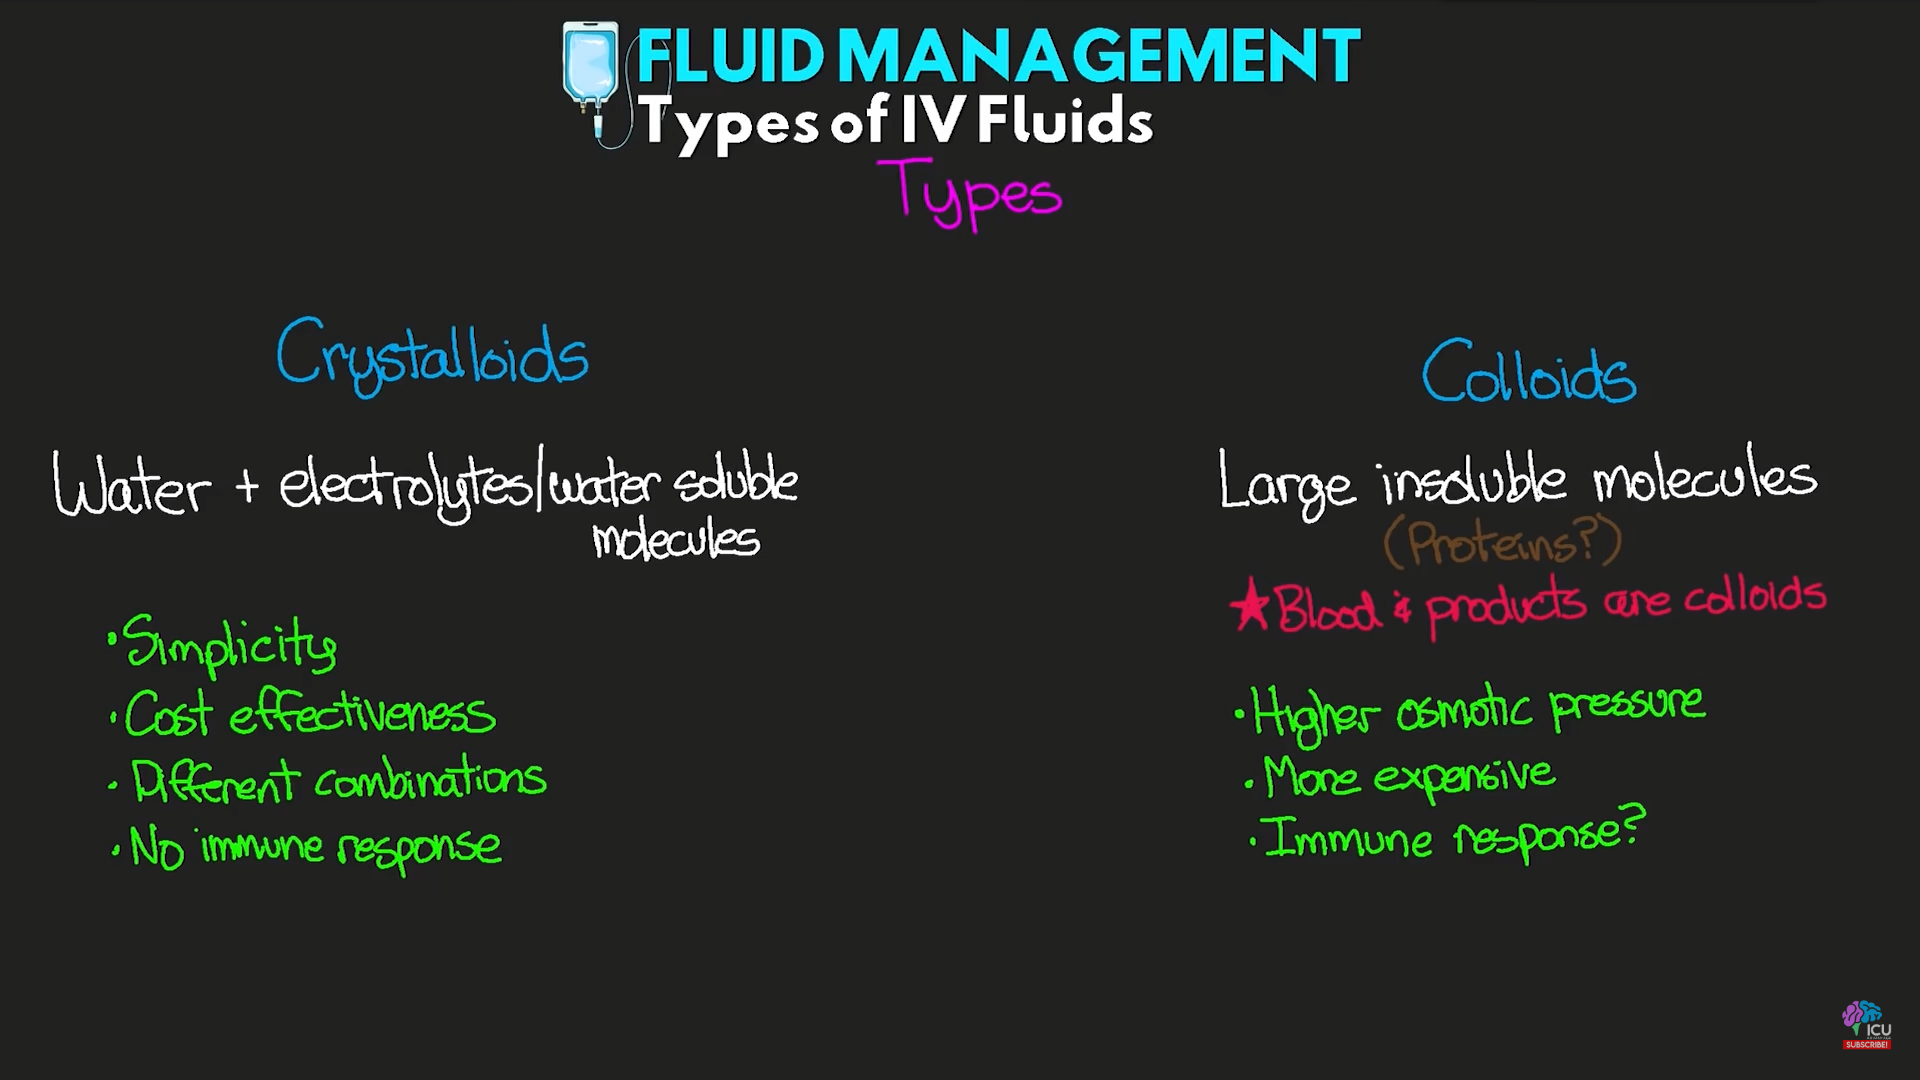 FLUID MANAGEMENT
Types of IV Fluids
Types
Crystalloids
Water + electrolytes/water soluble
molecules
• Simplicity
• Cost effectiveness
• Different combinations
• No immune response
Colloids
Large insoluble molecules
(Proteins?)
★ Blood & products are colloids
• Higher osmotic pressure
• More expensive
• Immune response?
ICU
SUBSCRIBE!